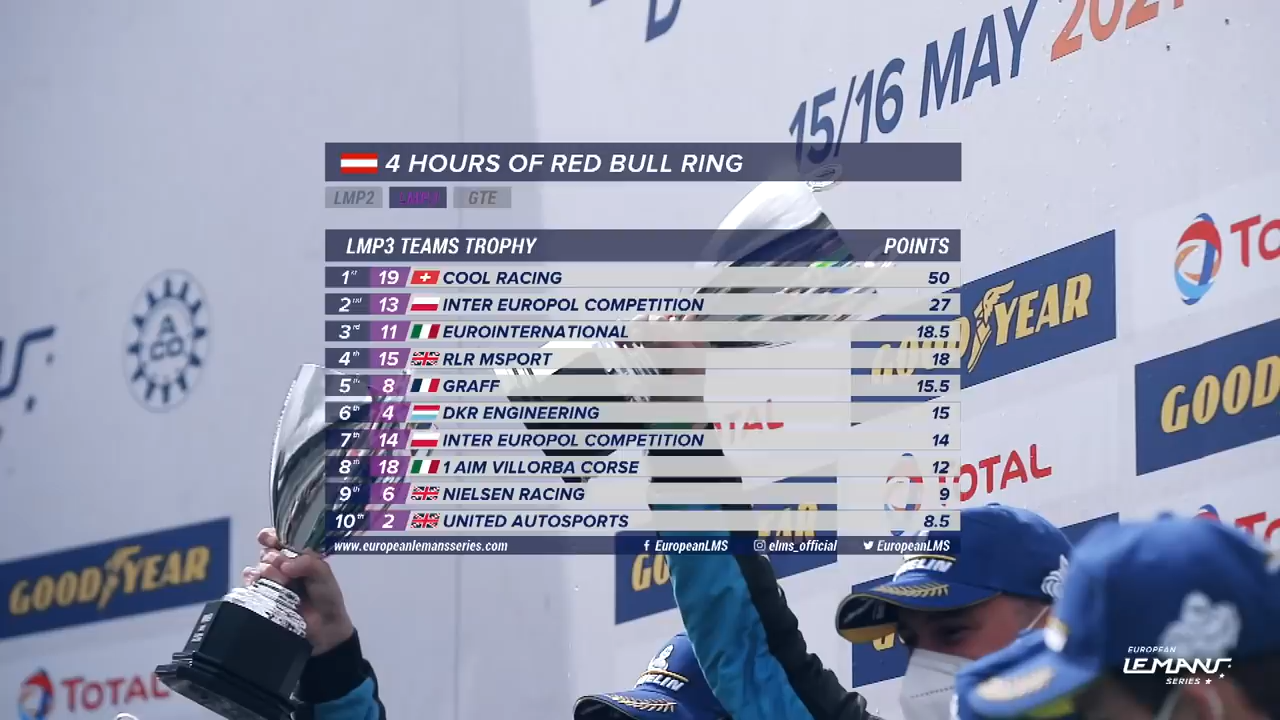 15/16 MAY 2021
4 HOURS OF RED BULL RING
LMP2 LMP3 GTE
LMP3 TEAMS TROPHY POINTS
1st 19 COOL RACING 50
2nd 13 INTER EUROPOL COMPETITION 27
3rd 11 EUROINTERNATIONAL 18.5
4th 15 RLR MSPORT 18
5th 8 GRAFF 15.5
6th 4 DKR ENGINEERING 15
7th 14 INTER EUROPOL COMPETITION 14
8th 18 1 AIM VILLORBA CORSE 12
9th 6 NIELSEN RACING 9
10th 2 UNITED AUTOSPORTS 8.5
www.europeanlemansseries.com EuropeanLMS elms_official EuropeanLMS
ACO
TOTAL
GOODYEAR
GOOD
TOTAL
GOODYEAR
TOTAL
EUROPEAN
LE MANS
SERIES